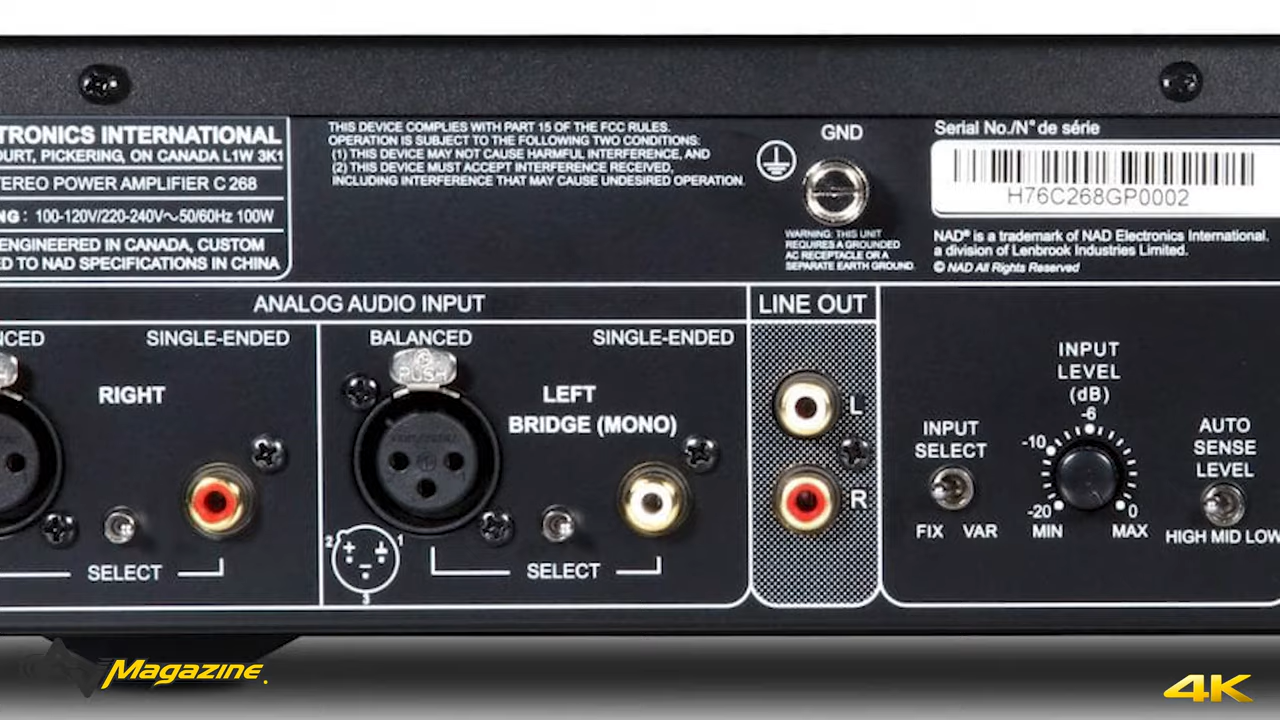 TRONICS INTERNATIONAL
OURT, PICKERING, ON CANADA L1W 3K1
TEREO POWER AMPLIFIER C 268
NG : 100-120V/220-240V～50/60Hz 100W
ENGINEERED IN CANADA, CUSTOM
ED TO NAD SPECIFICATIONS IN CHINA
THIS DEVICE COMPLIES WITH PART 15 OF THE FCC RULES.
OPERATION IS SUBJECT TO THE FOLLOWING TWO CONDITIONS:
(1) THIS DEVICE MAY NOT CAUSE HARMFUL INTERFERENCE, AND
(2) THIS DEVICE MUST ACCEPT INTERFERENCE RECEIVED,
INCLUDING INTERFERENCE THAT MAY CAUSE UNDESIRED OPERATION.
GND
WARNING: THIS UNIT
REQUIRES A GROUNDED
AC RECEPTACLE OR A
SEPARATE EARTH GROUND.
Serial No./N° de série
H76C268GP0002
NAD® is a trademark of NAD Electronics International.
a division of Lenbrook Industries Limited.
© NAD All Rights Reserved
ANALOG AUDIO INPUT
NCED
SINGLE-ENDED
RIGHT
SELECT
BALANCED
SINGLE-ENDED
PUSH
LEFT
BRIDGE (MONO)
2 1
3
SELECT
LINE OUT
L
R
INPUT
SELECT
FIX VAR
INPUT
LEVEL
(dB)
-6
-10
-20 0
MIN MAX
AUTO
SENSE
LEVEL
HIGH MID LOW
Magazine.
4K